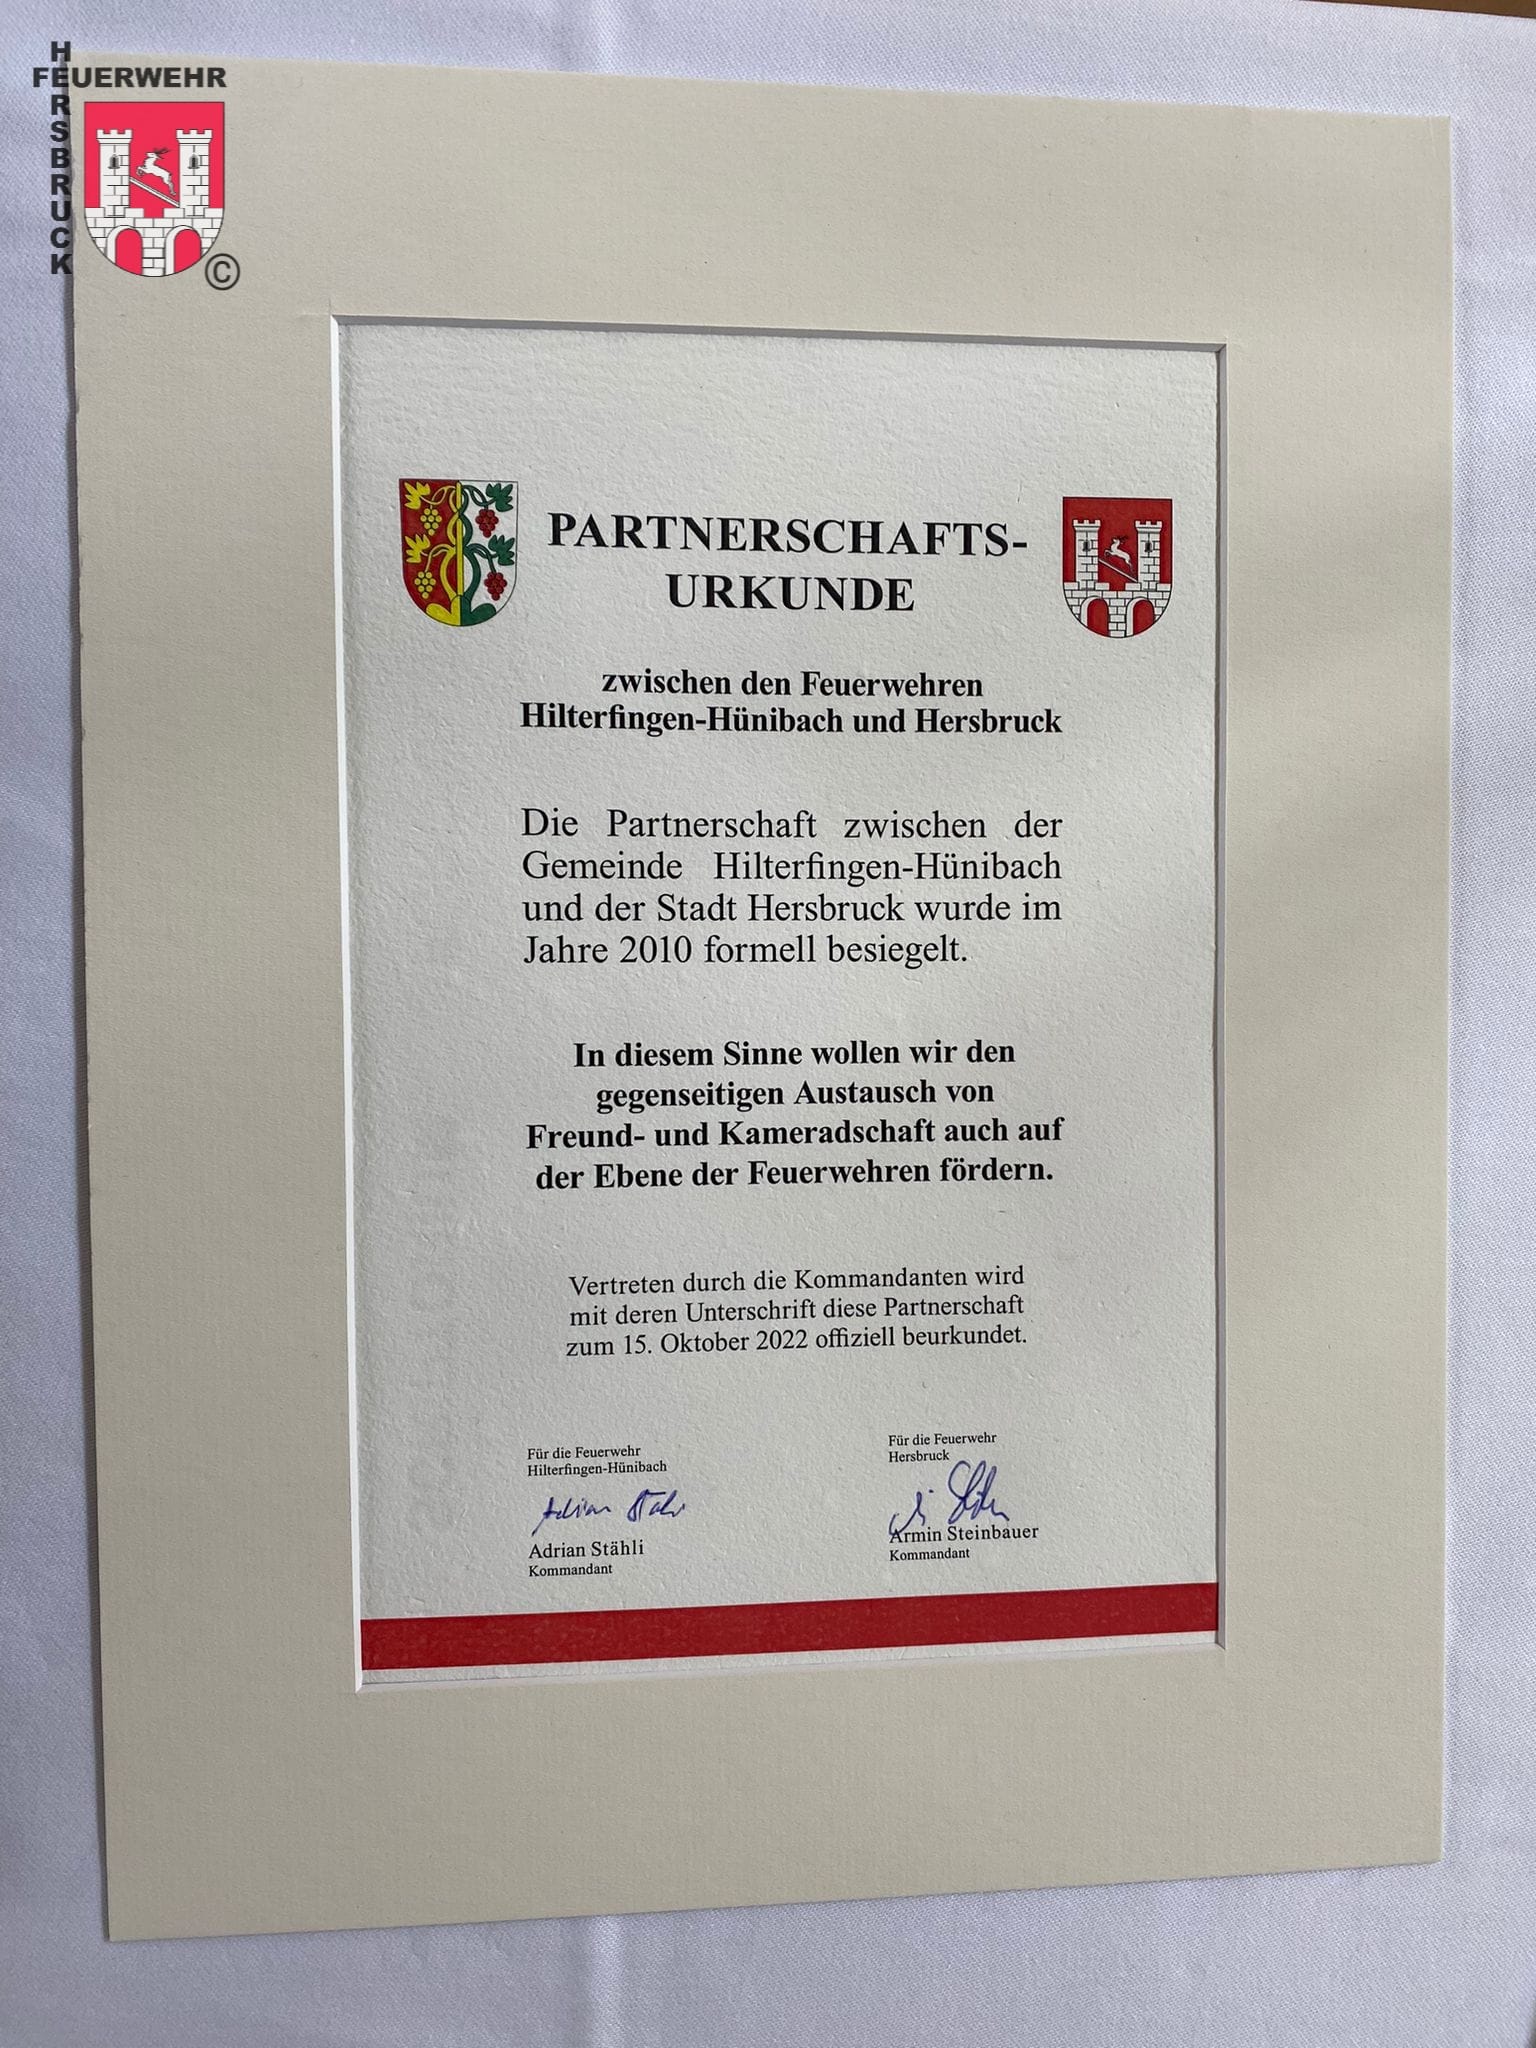 FEUERWEHR
HERSBRUCK
©
PARTNERSCHAFTS-
URKUNDE
zwischen den Feuerwehren
Hilterfingen-Hünibach und Hersbruck
Die Partnerschaft zwischen der
Gemeinde Hilterfingen-Hünibach
und der Stadt Hersbruck wurde im
Jahre 2010 formell besiegelt.
In diesem Sinne wollen wir den
gegenseitigen Austausch von
Freund- und Kameradschaft auch auf
der Ebene der Feuerwehren fördern.
Vertreten durch die Kommandanten wird
mit deren Unterschrift diese Partnerschaft
zum 15. Oktober 2022 offiziell beurkundet.
Für die Feuerwehr
Hilterfingen-Hünibach
Adrian Stähli
Kommandant
Für die Feuerwehr
Hersbruck
Armin Steinbauer
Kommandant